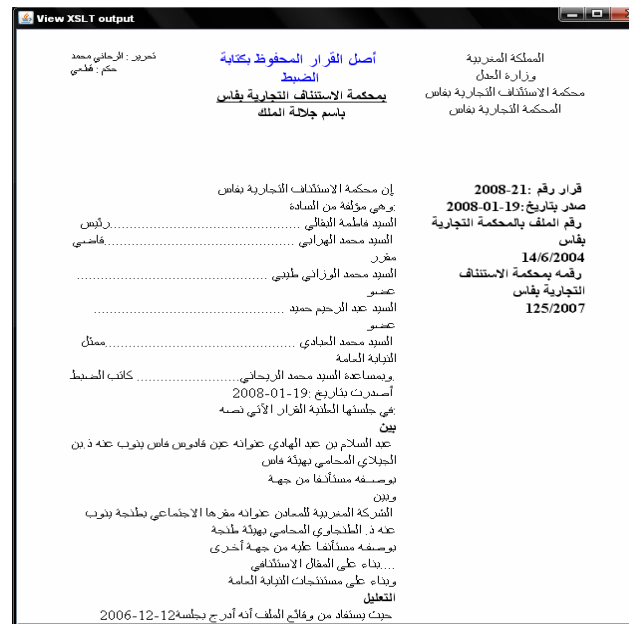 View XSLT output
المملكة المغربية
وزارة العدل
محكمة الاستئناف التجارية بفاس
المحكمة التجارية بفاس
أصل القرار المحفوظ بكتابة
الضبط
بمحكمة الاستئناف التجارية بفاس
باسم جلالة الملك
تحرير : الرحاني محمد
حكم : قطعي
قرار رقم :21-2008
صدر بتاريخ:19-01-2008
رقم الملف بالمحكمة التجارية
بفاس
14/6/2004
رقمه بمحكمة الاستئناف
التجارية بفاس
125/2007
إن محكمة الاستئناف التجارية بفاس
وهي مؤلفة من السادة:
السيد فاطمة البقالي ..............................رئيس
السيد محمد الهرابي ..............................قاضي
مقرر
السيد محمد الوزاني طيبي ..............................
عضو
السيد عبد الرحيم حميد ..............................
عضو
السيد محمد العبادي ..............................ممثل
النيابة العامة
وبمساعدة السيد محمد الريحاني.................... كاتب الضبط.
أصدرت بتاريخ :19-01-2008
في جلستها العلنية القرار الآتي نصه:
بين
عبد السلام بن عبد الهادي عنوانه عين قادوس فاس ينوب عنه ذ.بن
الجيلاي المحامي بهيئة فاس
بوصفه مستأنفا من جهة
وبين
الشركة المغربية للمعادن عنوانه مقرها الاجتماعي بطنجة ينوب
عنه ذ. الطنجاوي المحامي بهيئة طنجة
بوصفه مستأنفا عليه من جهة أخرى
بناء على المقال الاستئنافي....
وبناء على مستنتجات النيابة العامة
التعليل
حيث يستفاد من وقائع الملف أنه أدرج بجلسة12-12-2006